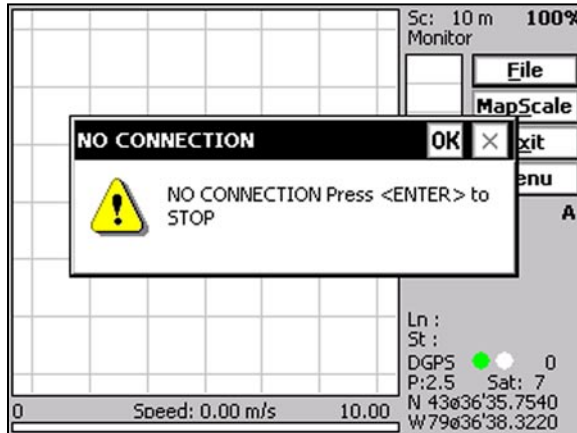 Sc: 10 m 100%
Monitor
File
MapScale
NO CONNECTION OK
xit
NO CONNECTION Press <ENTER> to
STOP
enu
A
Ln :
St :
DGPS 0
P:2.5 Sat: 7
N 43ø36'35.7540
W79ø36'38.3220
0 Speed: 0.00 m/s 10.00